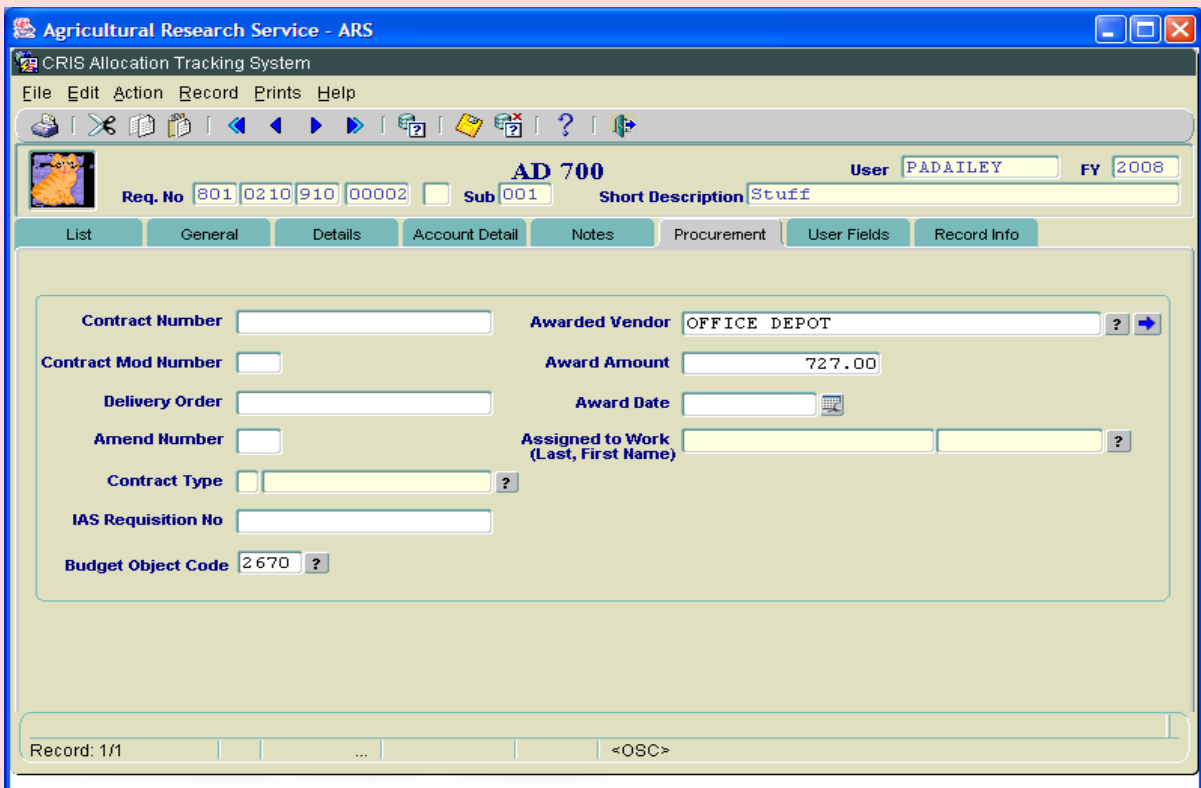 Agricultural Research Service - ARS
CRIS Allocation Tracking System
File Edit Action Record Prints Help
AD 700 User PADAILEY FY 2008
Req. No 801 0210 910 00002 Sub 001 Short Description Stuff
List General Details Account Detail Notes Procurement User Fields Record Info
Contract Number Awarded Vendor OFFICE DEPOT ?
Contract Mod Number Award Amount 727.00
Delivery Order Award Date
Amend Number Assigned to Work ?
(Last, First Name)
Contract Type ?
IAS Requisition No
Budget Object Code 2670 ?
Record: 1/1 ... <OSC>